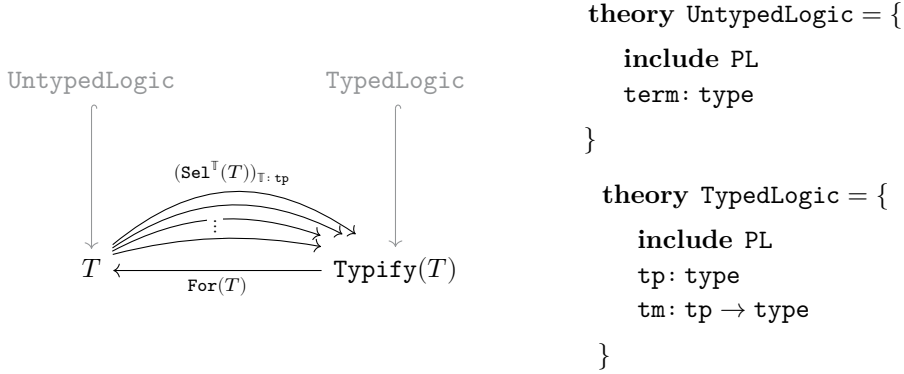 UntypedLogic
TypedLogic
(Sel^𝕋(T))_{𝕋: tp}
⋮
T
Typify(T)
For(T)
theory UntypedLogic = {
include PL
term: type
}
theory TypedLogic = {
include PL
tp: type
tm: tp → type
}